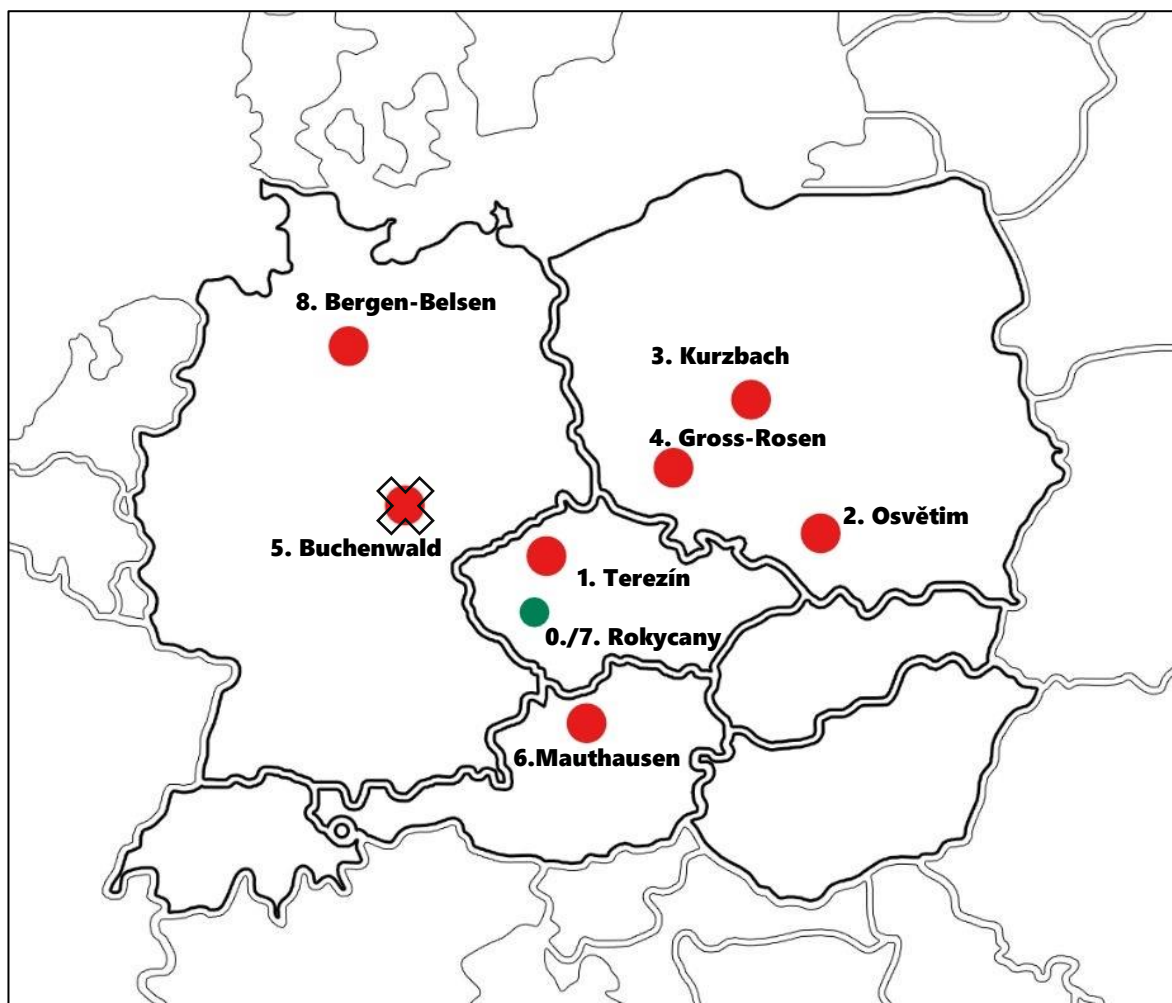 8. Bergen-Belsen
3. Kurzbach
4. Gross-Rosen
2. Osvětim
5. Buchenwald
1. Terezín
0./7. Rokycany
6.Mauthausen